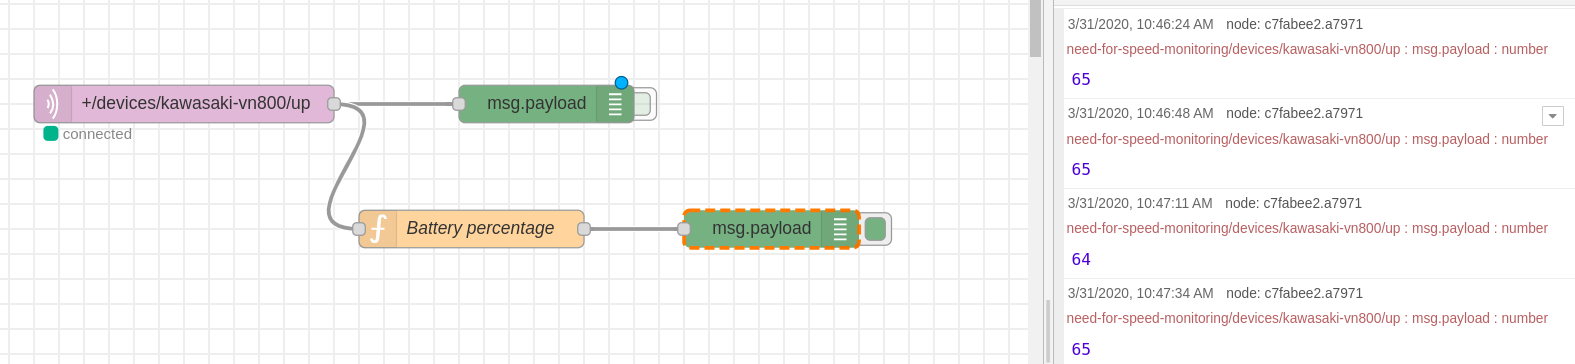 +/devices/kawasaki-vn800/up
connected
msg.payload
Battery percentage
msg.payload
3/31/2020, 10:46:24 AM node: c7fabee2.a7971
need-for-speed-monitoring/devices/kawasaki-vn800/up : msg.payload : number
65
3/31/2020, 10:46:48 AM node: c7fabee2.a7971
need-for-speed-monitoring/devices/kawasaki-vn800/up : msg.payload : number
65
3/31/2020, 10:47:11 AM node: c7fabee2.a7971
need-for-speed-monitoring/devices/kawasaki-vn800/up : msg.payload : number
64
3/31/2020, 10:47:34 AM node: c7fabee2.a7971
need-for-speed-monitoring/devices/kawasaki-vn800/up : msg.payload : number
65